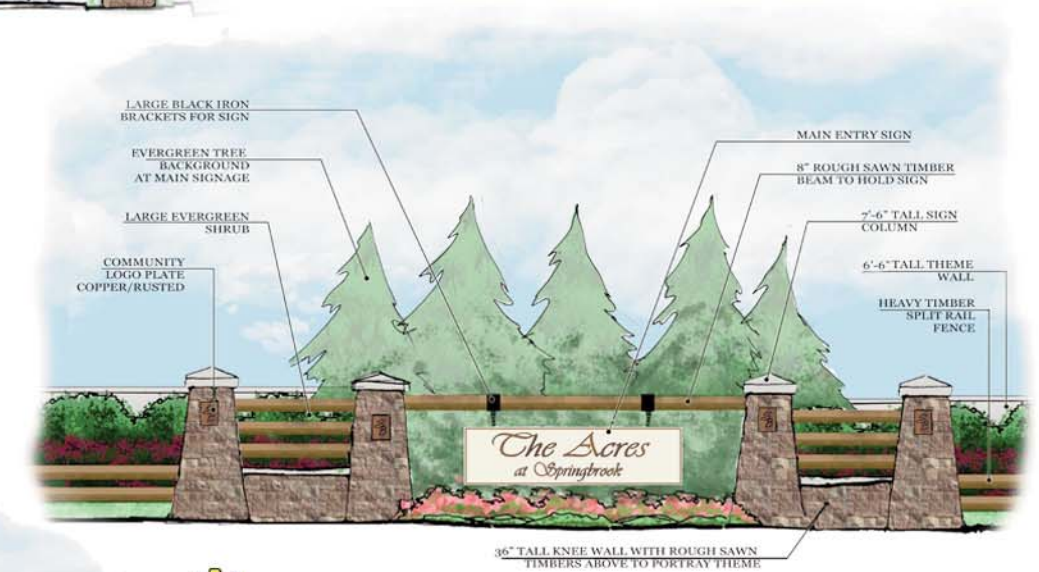 LARGE BLACK IRON
BRACKETS FOR SIGN
EVERGREEN TREE
BACKGROUND
AT MAIN SIGNAGE
LARGE EVERGREEN
SHRUB
COMMUNITY
LOGO PLATE
COPPER/RUSTED
MAIN ENTRY SIGN
8" ROUGH SAWN TIMBER
BEAM TO HOLD SIGN
7'-6" TALL SIGN
COLUMN
6'-6" TALL THEME
WALL
HEAVY TIMBER
SPLIT RAIL
FENCE
The Acres
at Springbrook
36" TALL KNEE WALL WITH ROUGH SAWN
TIMBERS ABOVE TO PORTRAY THEME